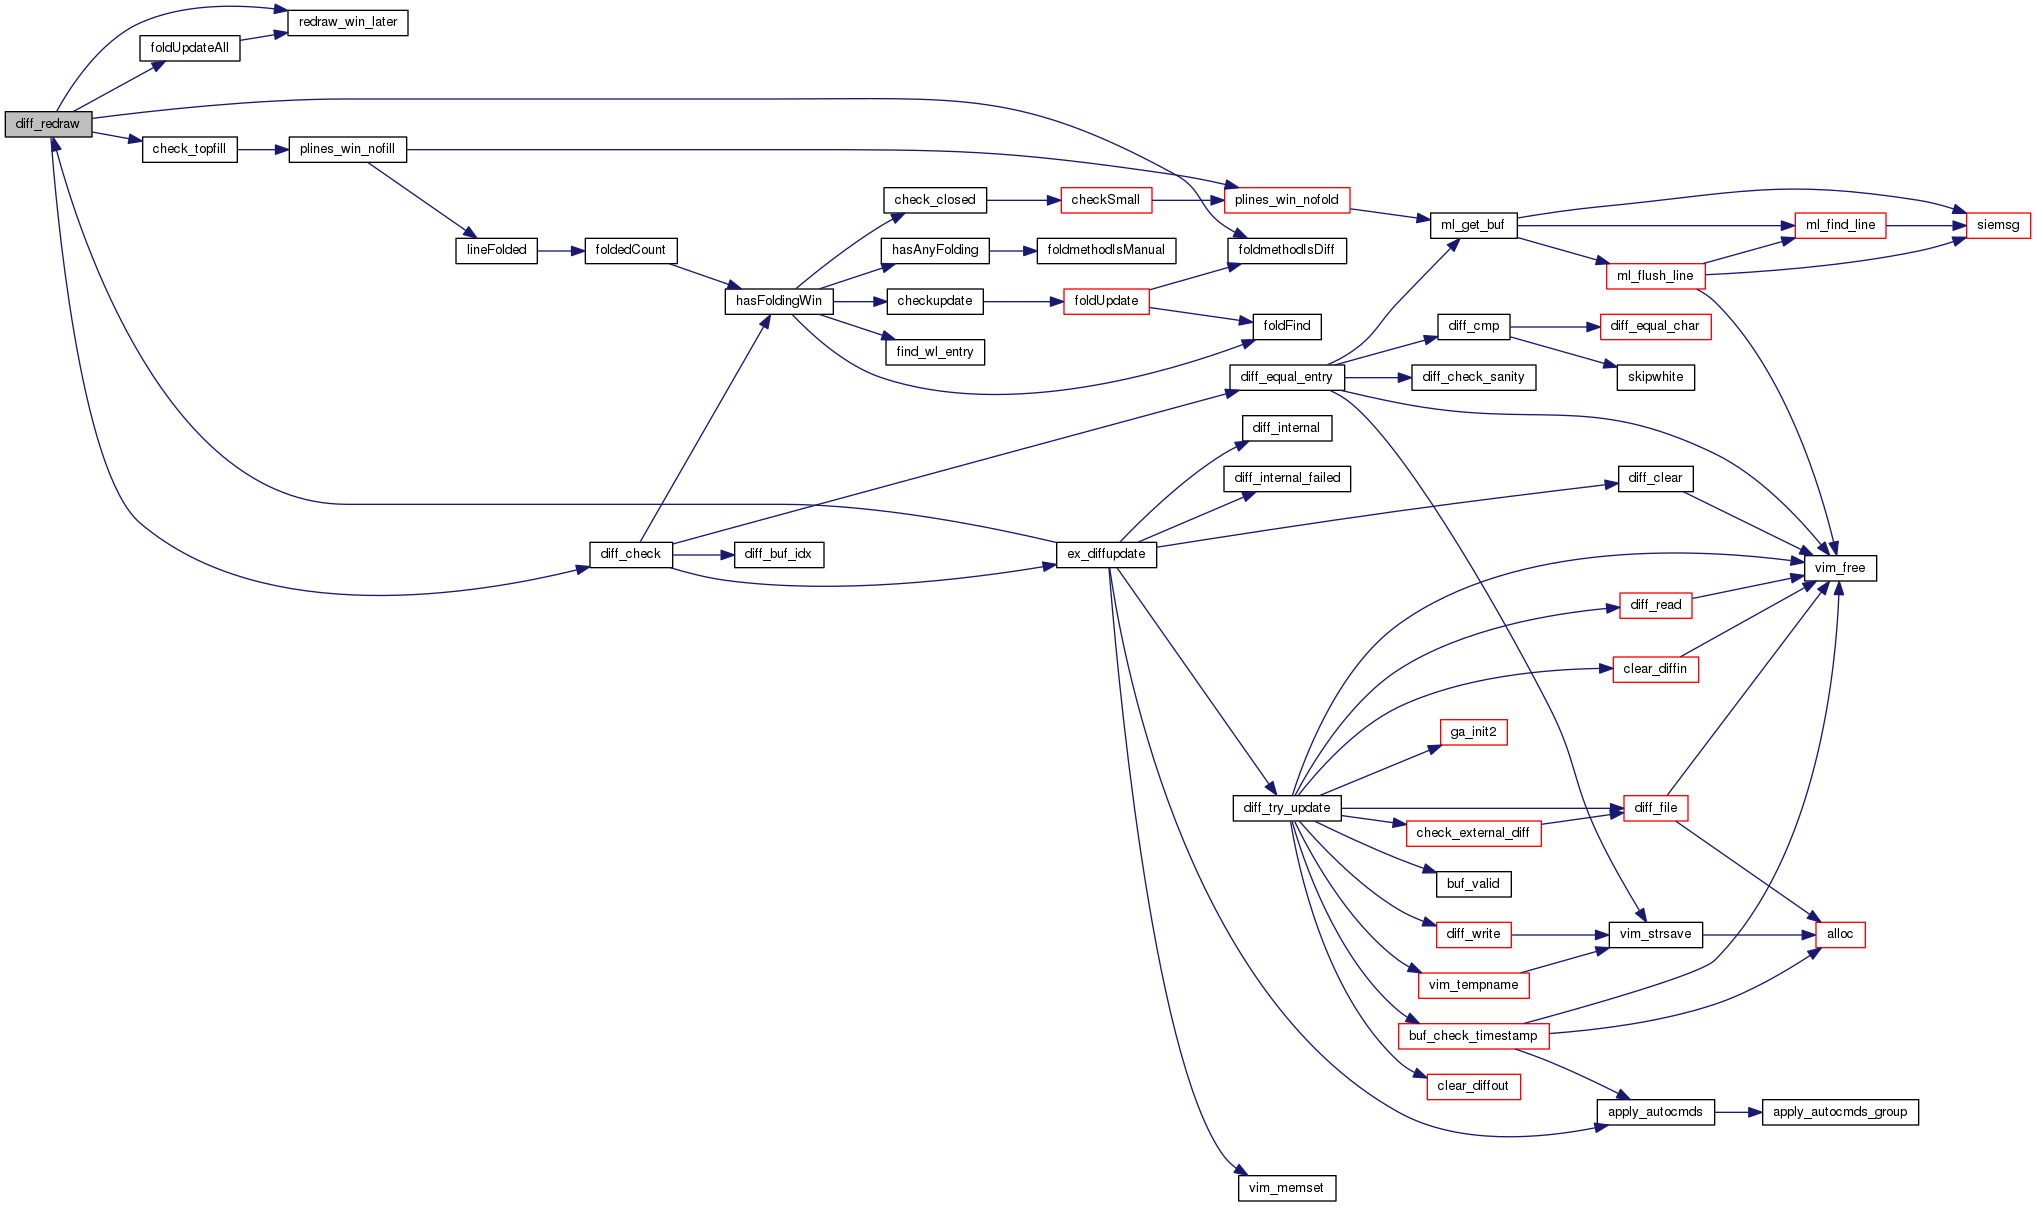 redraw_win_later
foldUpdateAll
diff_redraw
check_topfill
plines_win_nofill
check_closed
checkSmall
plines_win_nofold
ml_get_buf
ml_find_line
siemsg
lineFolded
foldedCount
hasAnyFolding
foldmethodIsManual
foldmethodIsDiff
ml_flush_line
hasFoldingWin
checkupdate
foldUpdate
foldFind
diff_cmp
diff_equal_char
find_wl_entry
diff_equal_entry
diff_check_sanity
skipwhite
diff_internal
diff_internal_failed
diff_clear
diff_check
diff_buf_idx
ex_diffupdate
vim_free
diff_read
clear_diffin
ga_init2
diff_try_update
diff_file
check_external_diff
buf_valid
diff_write
vim_strsave
alloc
vim_tempname
buf_check_timestamp
clear_diffout
apply_autocmds
apply_autocmds_group
vim_memset